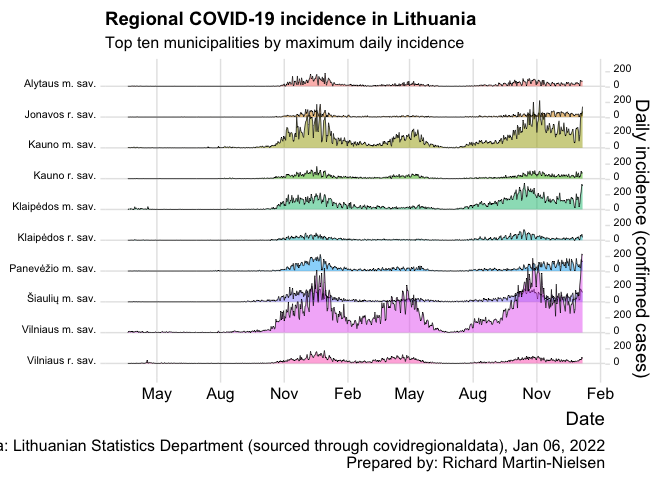 Regional COVID-19 incidence in Lithuania
Top ten municipalities by maximum daily incidence
Alytaus m. sav.
Jonavos m. sav.
Kauno m. sav.
Kauno r. sav.
Klaipėdos m. sav.
Klaipėdos r. sav.
Panevėžio m. sav.
Šiaulių m. sav.
Vilniaus m. sav.
Vilniaus r. sav.
200
0
200
0
200
0
200
0
200
0
200
0
200
0
200
0
200
0
200
0
Daily incidence (confirmed cases)
May Aug Nov Feb May Aug Nov Feb
Date
a: Lithuanian Statistics Department (sourced through covidregionaldata), Jan 06, 2022
Prepared by: Richard Martin-Nielsen